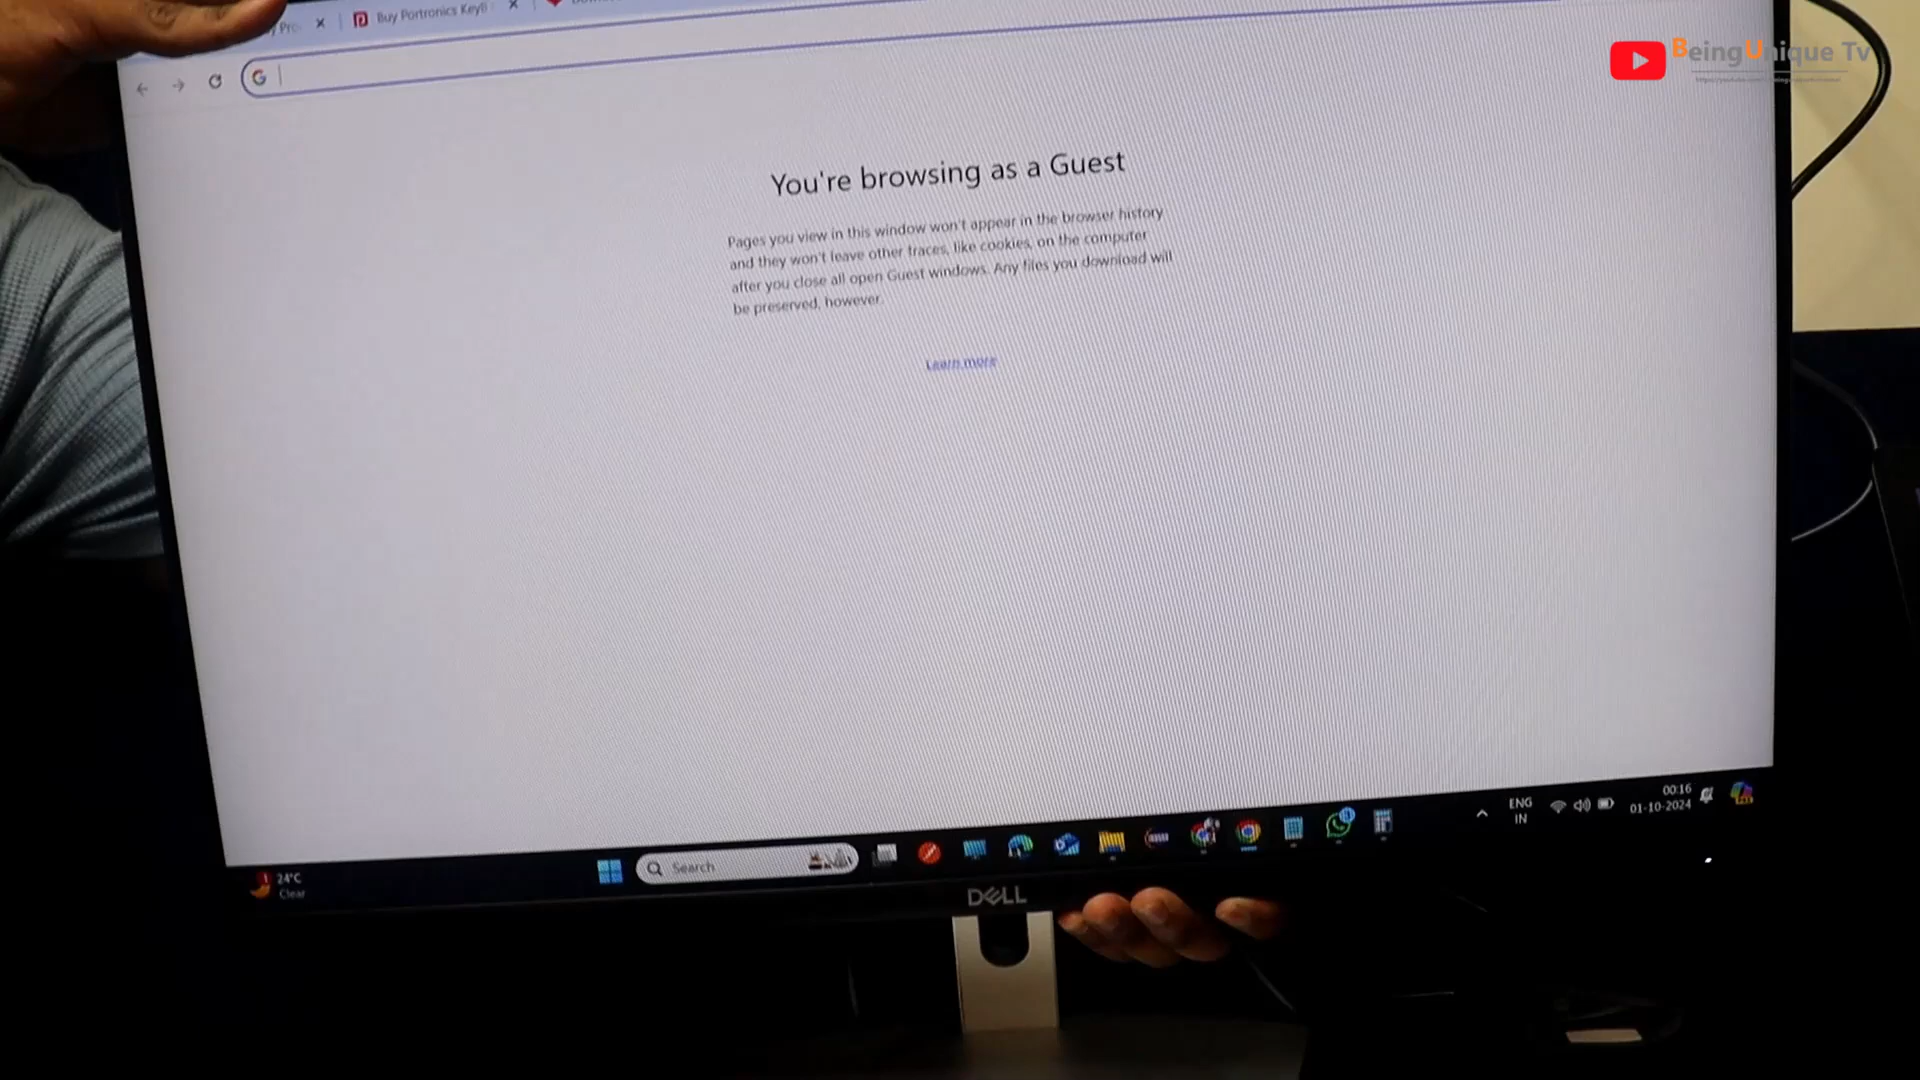 Buy Portronics KeyB
BeingUnique Tv
You're browsing as a Guest
Pages you view in this window won't appear in the browser history
and they won't leave other traces, like cookies, on the computer
after you close all open Guest windows. Any files you download will
be preserved, however.
Learn more
24°C
Clear
Search
ENG
IN
00:16
01-10-2024
DELL